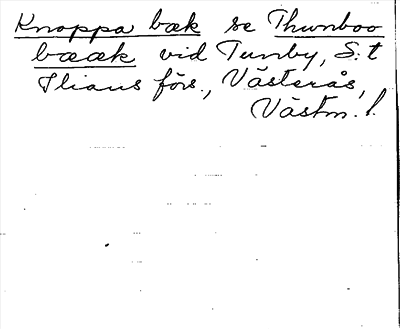 Knoppa bæk se Thunboo
bææk vid Tunby, S:t
Ilians förs., Västerås,
Västm. l.